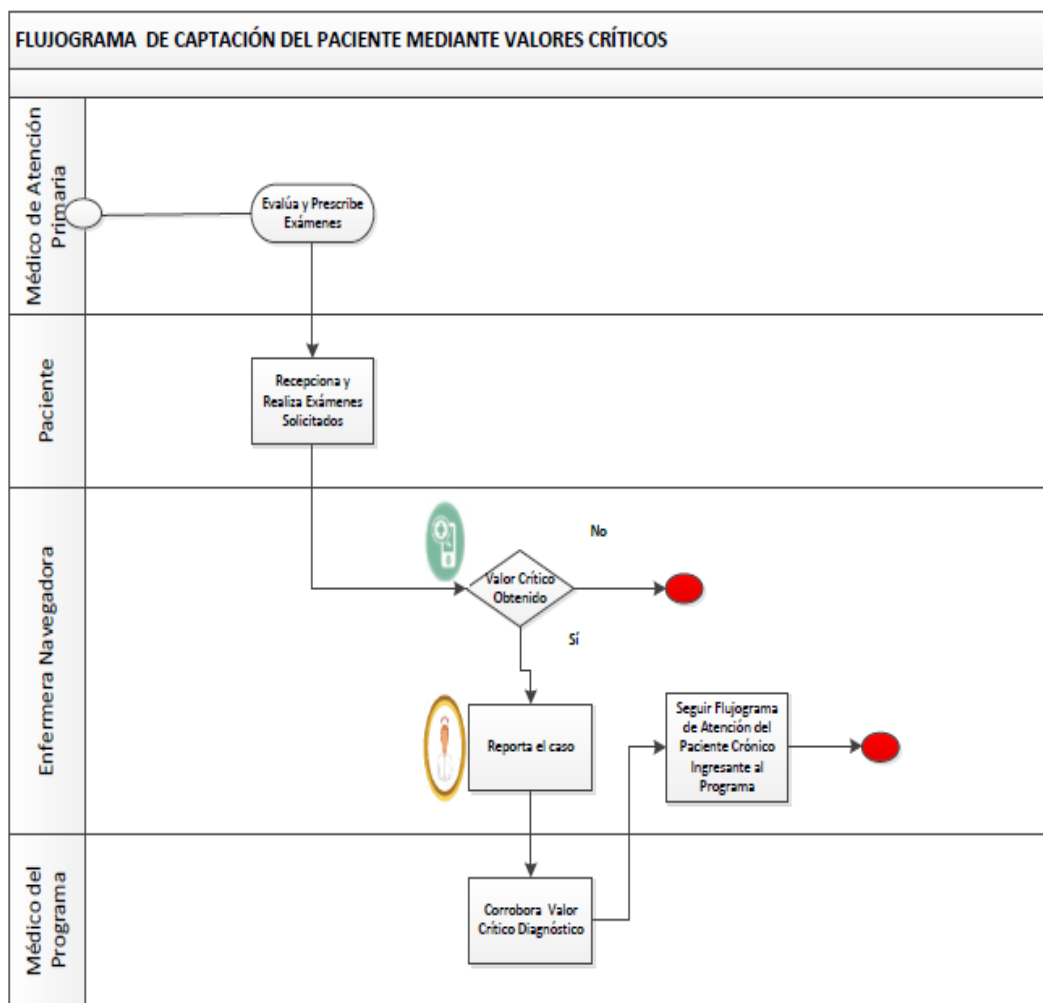 FLUJOGRAMA DE CAPTACIÓN DEL PACIENTE MEDIANTE VALORES CRÍTICOS
Médico de Atención
Primaria
Evalúa y Prescribe
Exámenes
Paciente
Recepciona y
Realiza Exámenes
Solicitados
Enfermera Navegadora
No
Valor Crítico
Obtenido
Sí
Reporta el caso
Seguir Flujograma
de Atención del
Paciente Crónico
Ingresante al
Programa
Médico del
Programa
Corrobora Valor
Crítico Diagnóstico